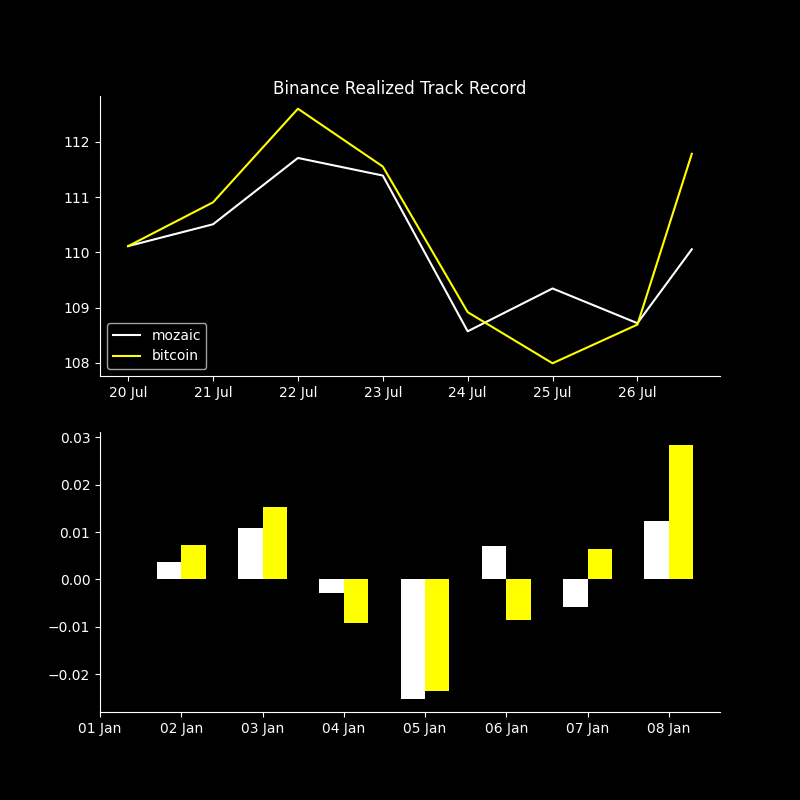 Binance Realized Track Record
112
111
110
109
108
mozaic
bitcoin
20 Jul 21 Jul 22 Jul 23 Jul 24 Jul 25 Jul 26 Jul
0.03
0.02
0.01
0.00
−0.01
−0.02
01 Jan 02 Jan 03 Jan 04 Jan 05 Jan 06 Jan 07 Jan 08 Jan